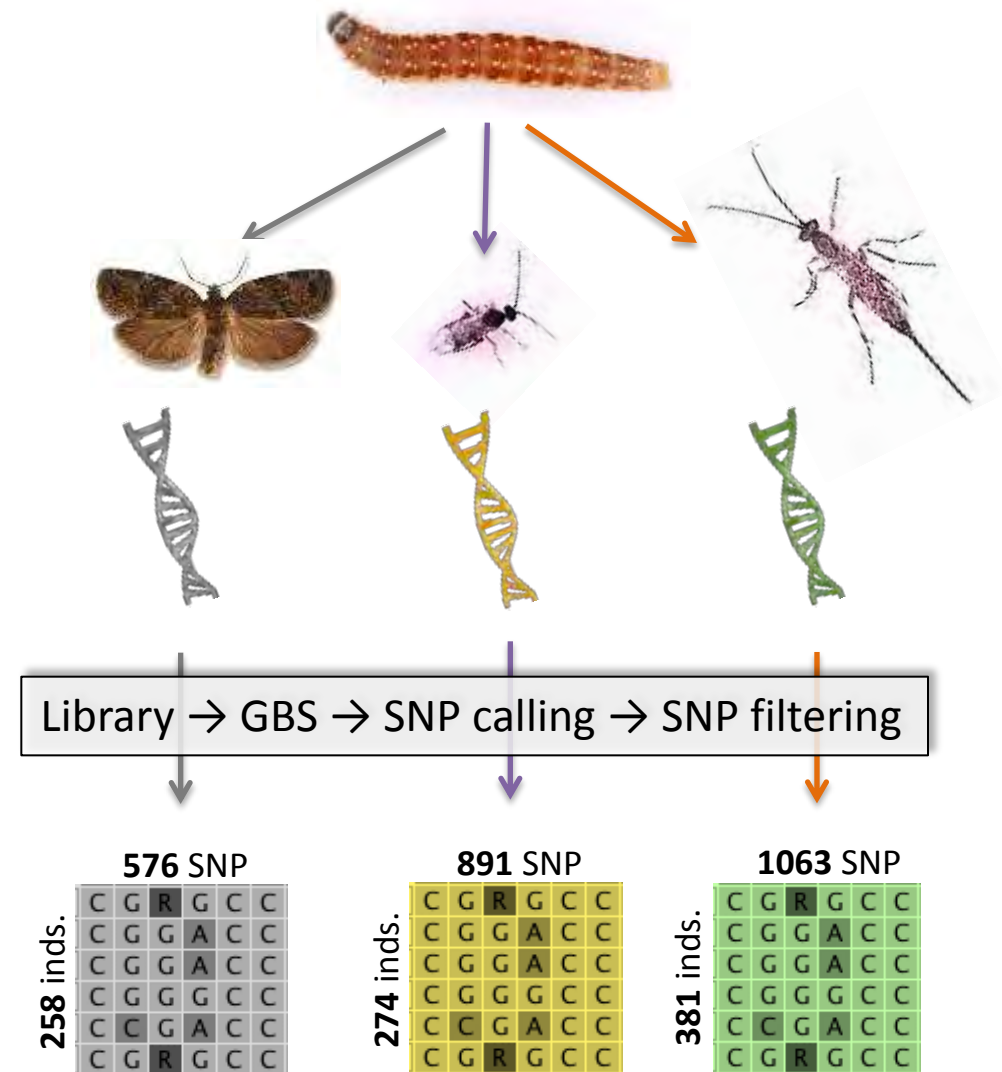 Library → GBS → SNP calling → SNP filtering
576 SNP
258 inds.
C G R G C C
C G G A C C
C G G A C C
C G G G C C
C C G A C C
C G R G C C
891 SNP
274 inds.
C G R G C C
C G G A C C
C G G A C C
C G G G C C
C C G A C C
C G R G C C
1063 SNP
381 inds.
C G R G C C
C G G A C C
C G G A C C
C G G G C C
C C G A C C
C G R G C C